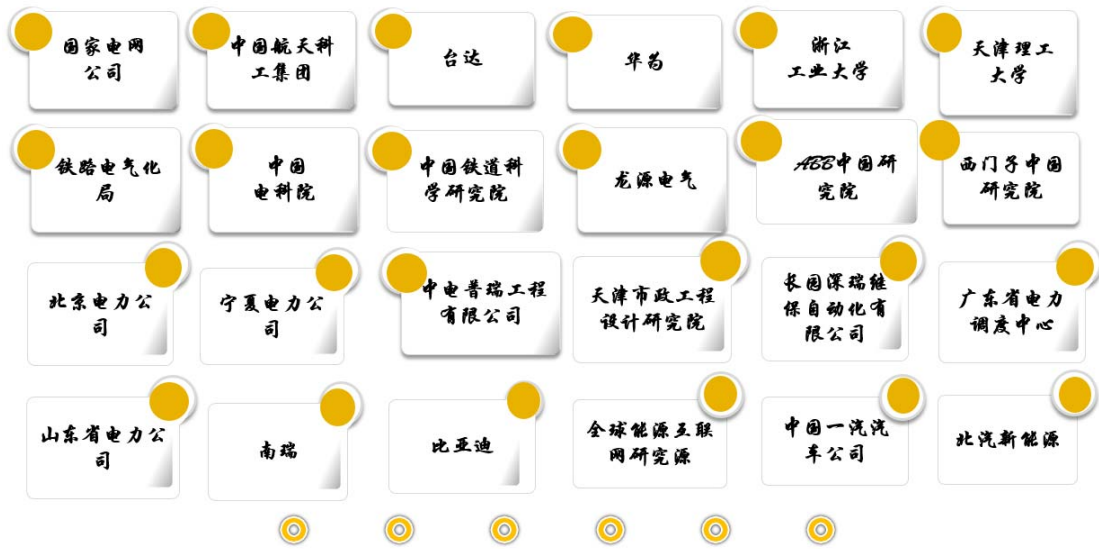 国家电网
公司
中国航天科
工集团
台达
华为
浙江
工业大学
天津理工
大学
铁路电气化
局
中国
电科院
中国铁道科
学研究院
龙源电气
ABB中国研
究院
西门子中国
研究院
北京电力公
司
宁夏电力公
司
中电普瑞工程
有限公司
天津市政工程
设计研究院
长园深瑞继
保自动化有
限公司
广东省电力
调度中心
山东省电力公
司
南瑞
比亚迪
全球能源互联
网研究源
中国一汽汽
车公司
北汽新能源